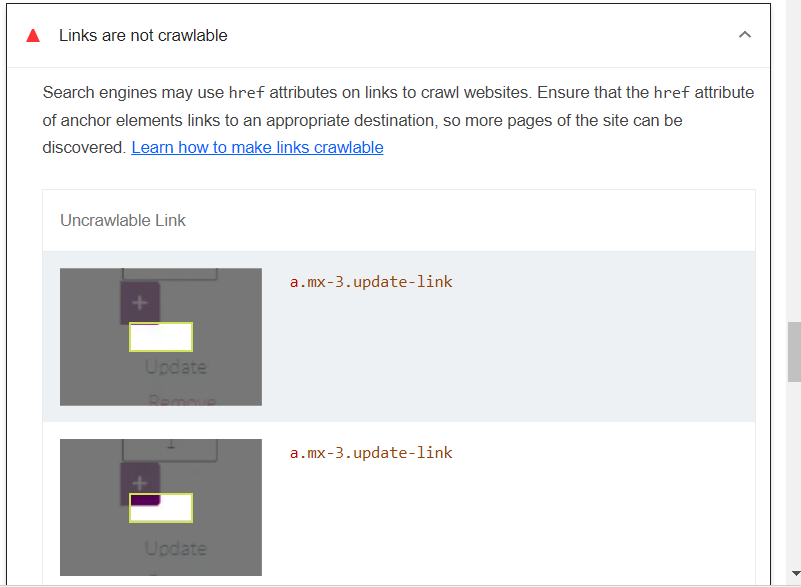 Links are not crawlable
Search engines may use href attributes on links to crawl websites. Ensure that the href attribute
of anchor elements links to an appropriate destination, so more pages of the site can be
discovered. Learn how to make links crawlable
Uncrawlable Link
a.mx-3.update-link
+
Update
Remove
a.mx-3.update-link
+
Update